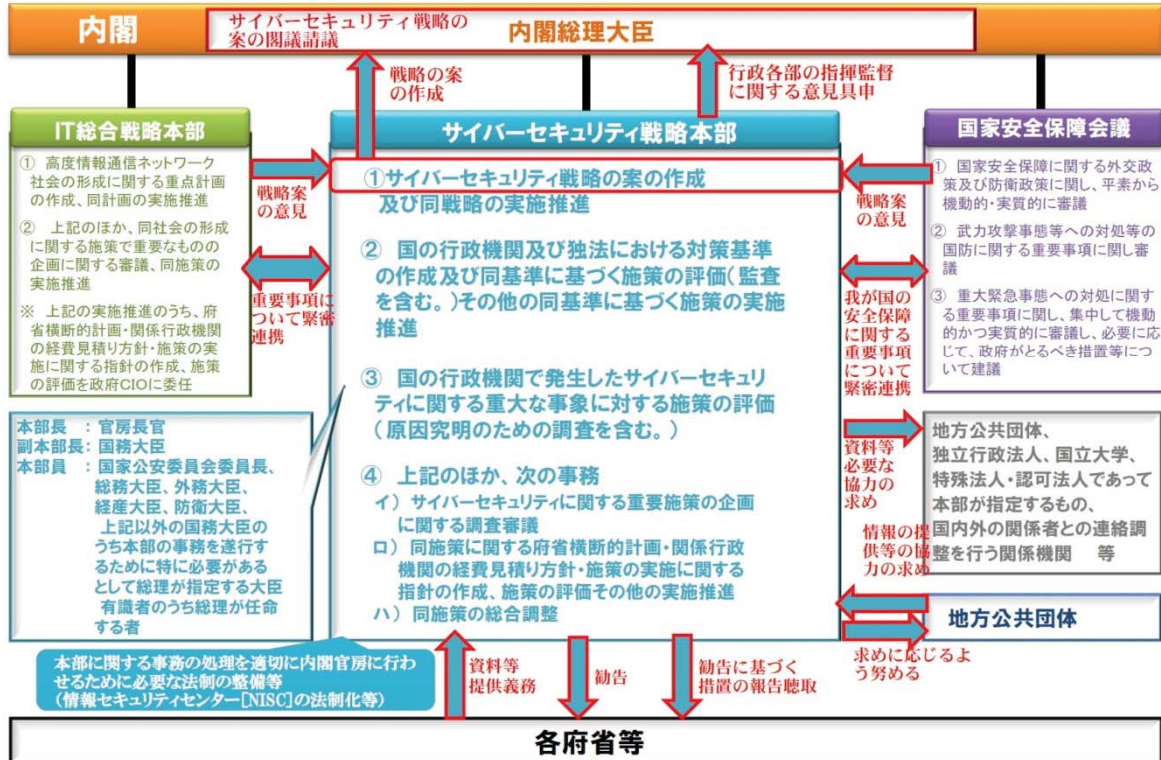 内閣
サイバーセキュリティ戦略の
案の閣議請議
内閣総理大臣
戦略の案
の作成
行政各部の指揮監督
に関する意見具申
IT総合戦略本部
① 高度情報通信ネットワーク
社会の形成に関する重点計画
の作成、同計画の実施推進
② 上記のほか、同社会の形成
に関する施策で重要なものの
企画に関する審議、同施策の
実施推進
※ 上記の実施推進のうち、府
省横断的計画・関係行政機関
の経費見積り方針・施策の実
施に関する指針の作成、施策
の評価を政府CIOに委任
戦略案
の意見
重要事項に
ついて緊密
連携
サイバーセキュリティ戦略本部
①サイバーセキュリティ戦略の案の作成
及び同戦略の実施推進
② 国の行政機関及び独法における対策基準
の作成及び同基準に基づく施策の評価(監査
を含む。)その他の同基準に基づく施策の実施
推進
③ 国の行政機関で発生したサイバーセキュリ
ティに関する重大な事象に対する施策の評価
(原因究明のための調査を含む。)
④ 上記のほか、次の事務
イ)サイバーセキュリティに関する重要施策の企画
に関する調査審議
ロ)同施策に関する府省横断的計画・関係行政
機関の経費見積り方針・施策の実施に関する
指針の作成、施策の評価その他の実施推進
ハ)同施策の総合調整
戦略案
の意見
我が国の
安全保障
に関する
重要事項
について
緊密連携
国家安全保障会議
① 国家安全保障に関する外交政
策及び防衛政策に関し、平素から
機動的・実質的に審議
② 武力攻撃事態等への対処等の
国防に関する重要事項に関し審
議
③ 重大緊急事態への対処に関す
る重要事項に関し、集中して機動
的かつ実質的に審議し、必要に応
じて、政府がとるべき措置等につ
いて建議
本部長 :官房長官
副本部長:国務大臣
本部員 :国家公安委員会委員長、
総務大臣、外務大臣、
経産大臣、防衛大臣、
上記以外の国務大臣の
うち本部の事務を遂行す
るために特に必要がある
として総理が指定する大臣
有識者のうち総理が任命
する者
資料等
必要な
協力の
求め
地方公共団体、
独立行政法人、国立大学、
特殊法人・認可法人であって
本部が指定するもの、
国内外の関係者との連絡調
整を行う関係機関 等
情報の提
供等の協
力の求め
地方公共団体
求めに応じるよ
う努める
本部に関する事務の処理を適切に内閣官房に行わ
せるために必要な法制の整備等
(情報セキュリティセンター[NISC]の法制化等)
資料等
提供義務
勧告
勧告に基づく
措置の報告聴取
各府省等